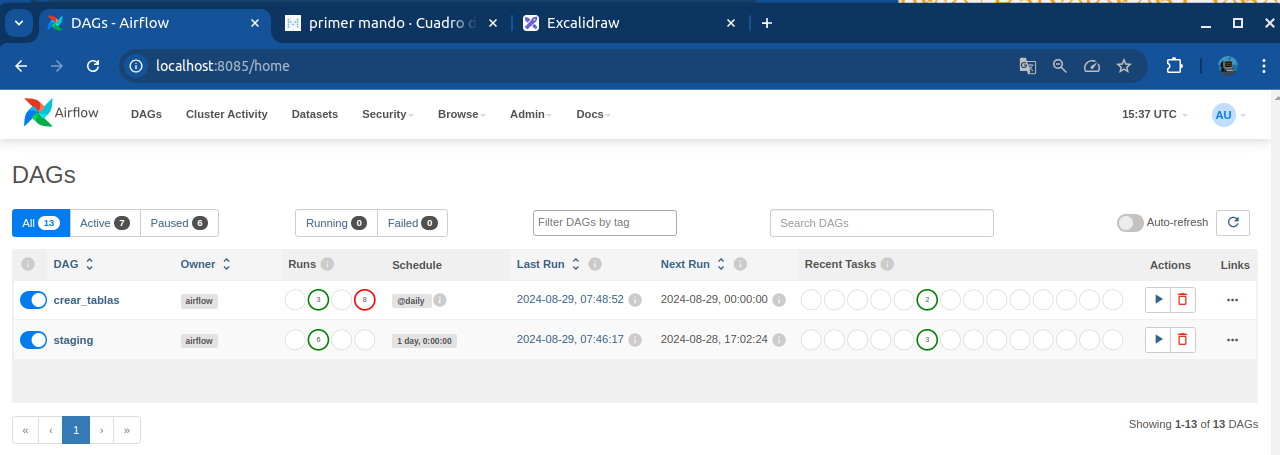 DAGs - Airflow
primer mando · Cuadro d
Excalidraw
localhost:8085/home
Airflow
DAGs Cluster Activity Datasets Security Browse Admin Docs 15:37 UTC AU
DAGs
All 13 Active 7 Paused 6 Running 0 Failed 0 Filter DAGs by tag Search DAGs Auto-refresh
DAG Owner Runs Schedule Last Run Next Run Recent Tasks Actions Links
crear_tablas airflow 3 8 @daily 2024-08-29, 07:48:52 2024-08-29, 00:00:00 2
staging airflow 6 1 day, 0:00:00 2024-08-29, 07:46:17 2024-08-28, 17:02:24 3
« ‹ 1 › » Showing 1-13 of 13 DAGs